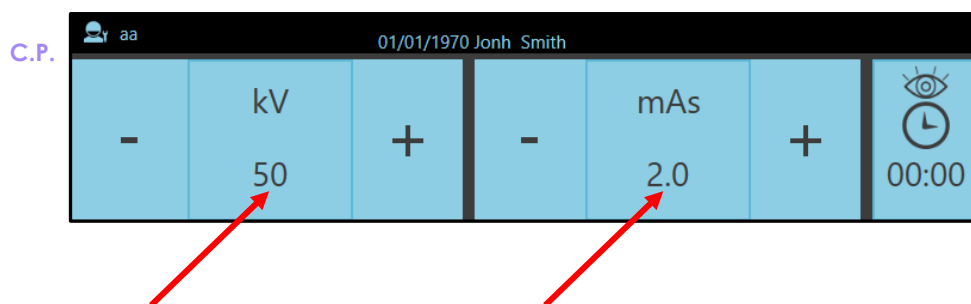 C.P.
aa
01/01/1970 Jonh Smith
kV
mAs
- + - +
50
2.0
00:00